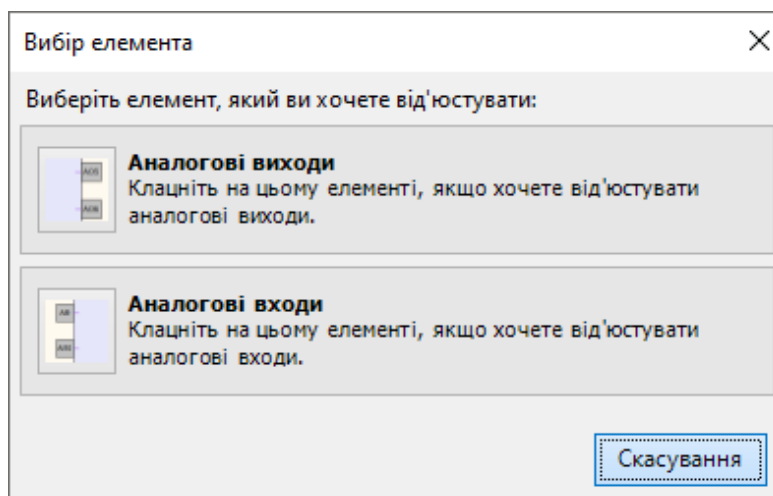 Вибір елемента
Виберіть елемент, який ви хочете від'юстувати:
Аналогові виходи
Клацніть на цьому елементі, якщо хочете від'юстувати
аналогові виходи.
Аналогові входи
Клацніть на цьому елементі, якщо хочете від'юстувати
аналогові входи.
Скасування